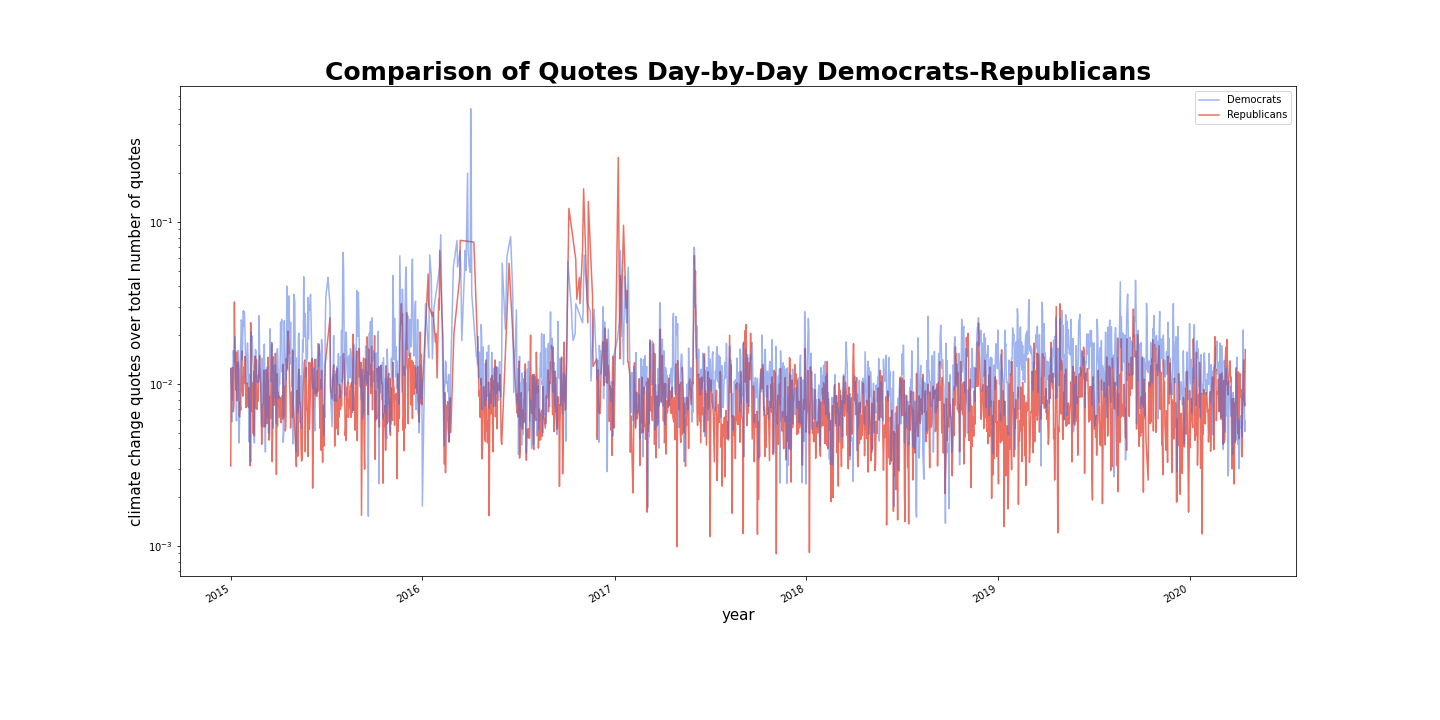 Comparison of Quotes Day-by-Day Democrats-Republicans
Democrats
Republicans
climate change quotes over total number of quotes
10⁻¹
10⁻²
10⁻³
2015
2016
2017
2018
2019
2020
year